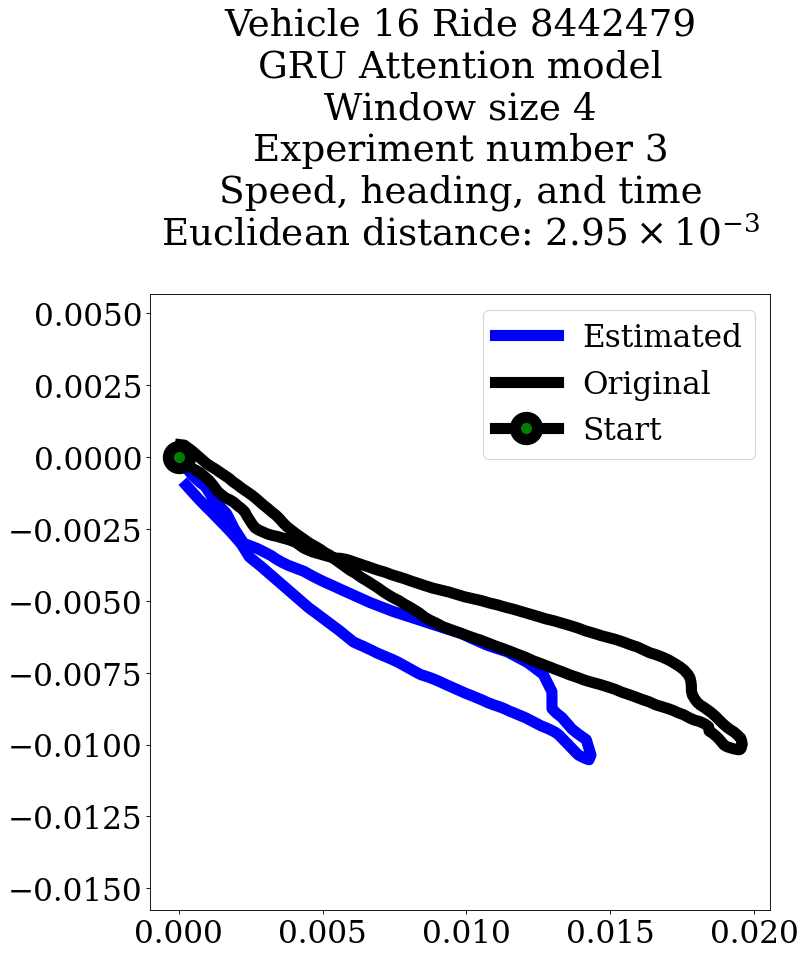 Vehicle 16 Ride 8442479
GRU Attention model
Window size 4
Experiment number 3
Speed, heading, and time
Euclidean distance: 2.95 × 10⁻³
Estimated
Original
Start
0.0050
0.0025
0.0000
−0.0025
−0.0050
−0.0075
−0.0100
−0.0125
−0.0150
0.000 0.005 0.010 0.015 0.020